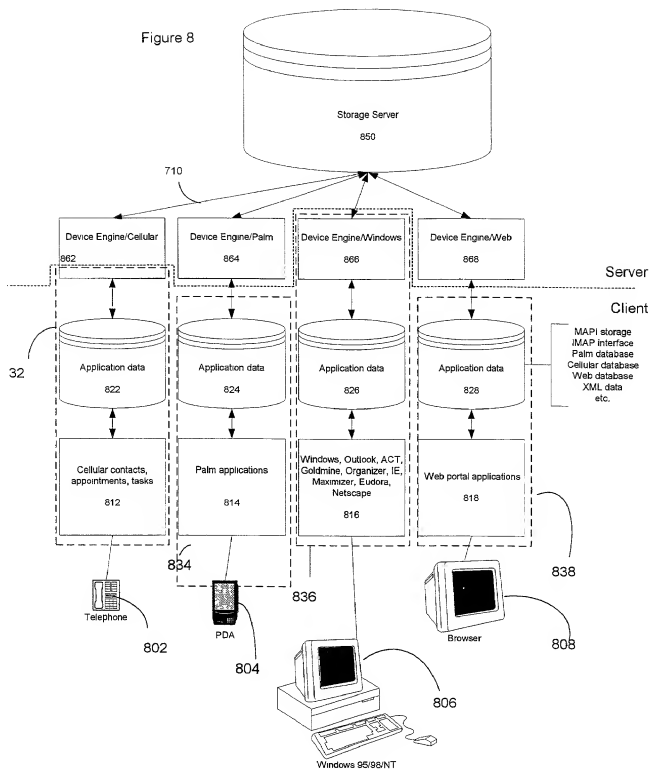 Figure 8
Storage Server
850
710
Device Engine/Cellular
862
Device Engine/Palm
864
Device Engine/Windows
866
Device Engine/Web
868
Server
Client
32
Application data
822
Application data
824
Application data
826
Application data
828
MAPI storage
IMAP interface
Palm database
Cellular database
Web database
XML data
etc.
Cellular contacts,
appointments, tasks
812
Palm applications
814
Windows, Outlook, ACT,
Goldmine, Organizer, IE,
Maximizer, Eudora,
Netscape
816
Web portal applications
818
834
836
838
Telephone
802
PDA
804
806
Browser
808
Windows 95/98/NT